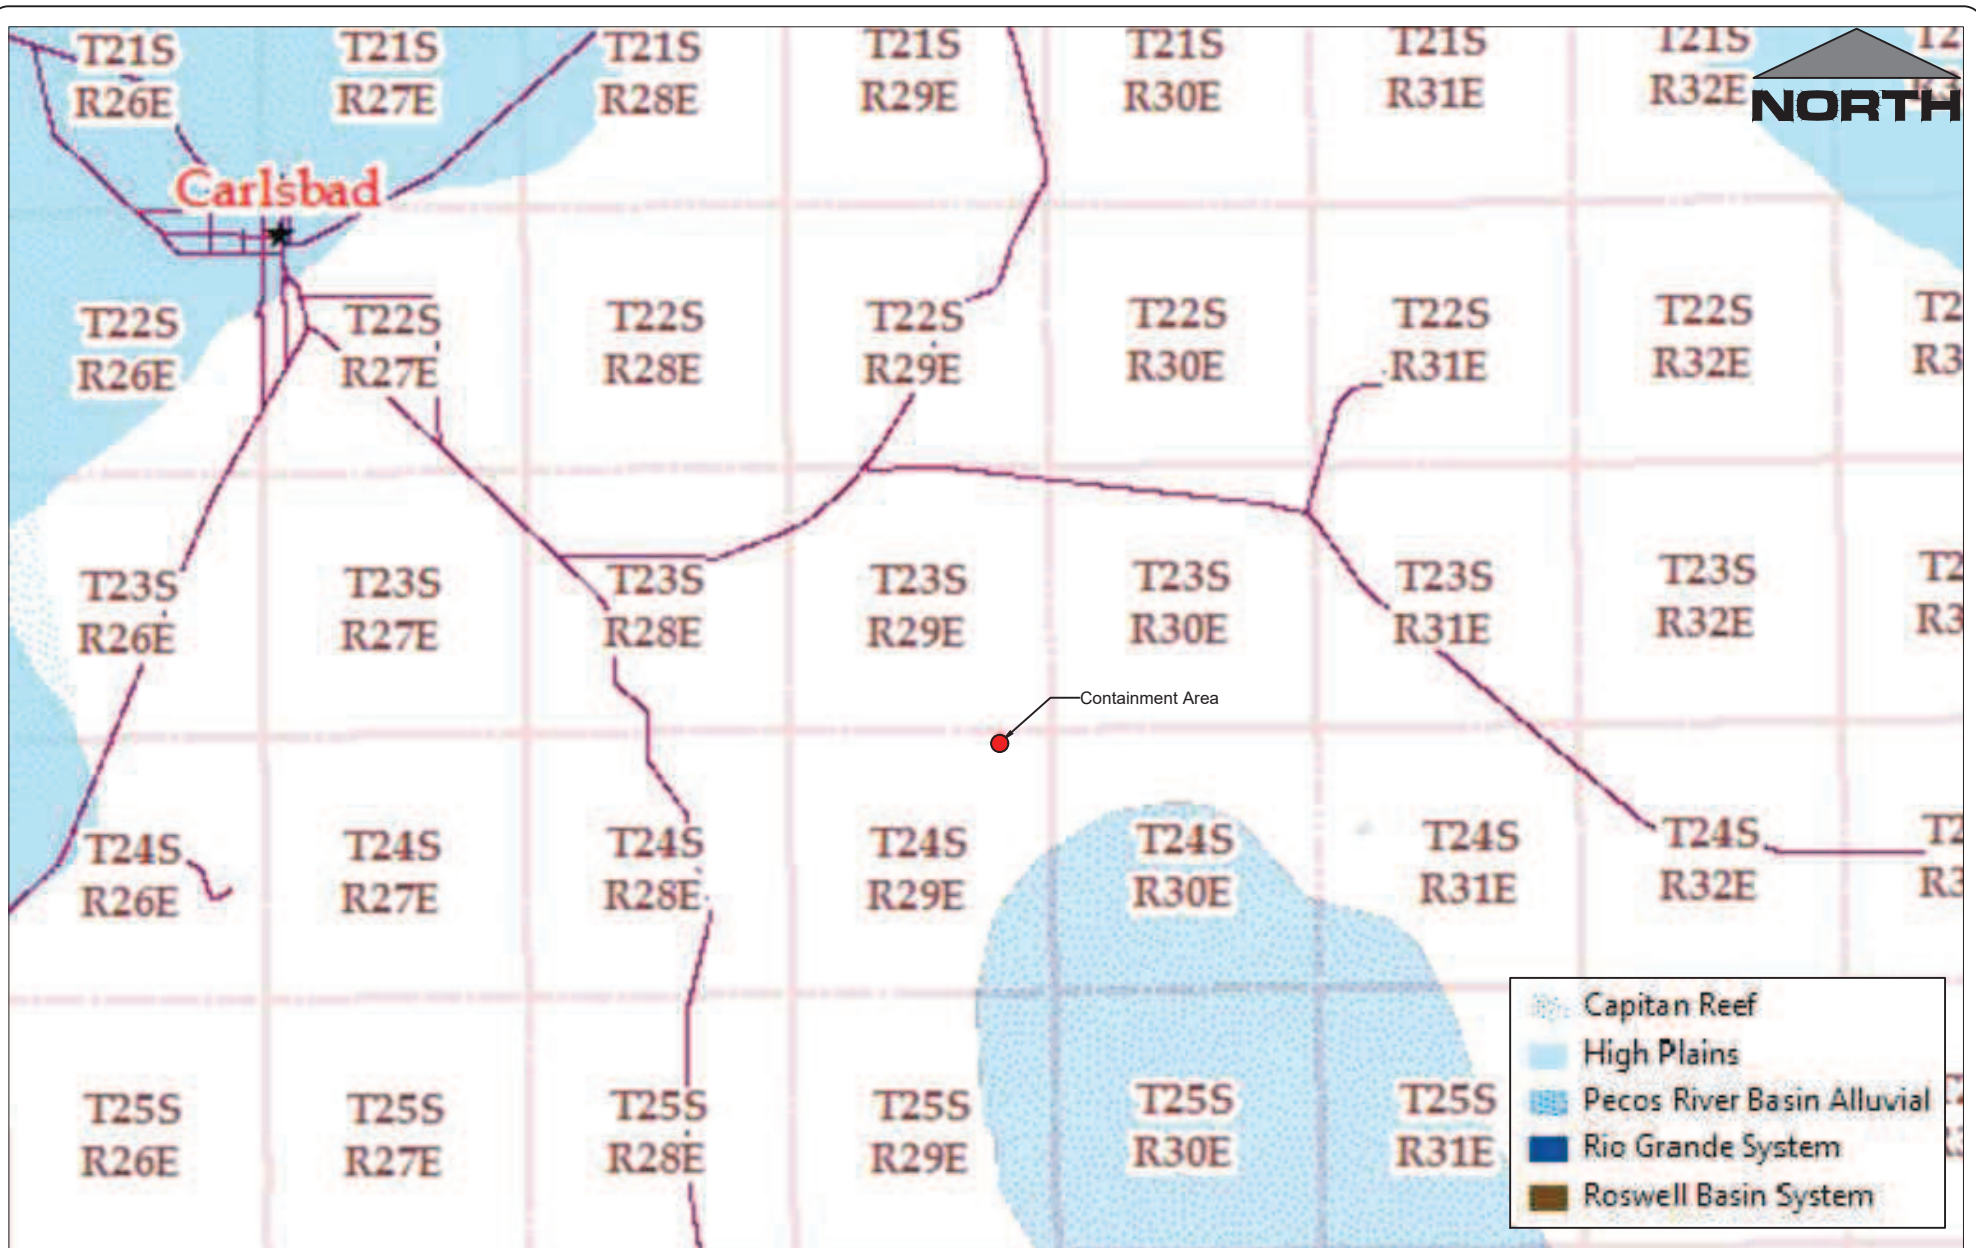 T21S T21S T21S T21S T21S T21S T21S
R26E R27E R28E R29E R30E R31E R32E
NORTH
Carlsbad
T22S T22S T22S T22S T22S T22S T22S
R26E R27E R28E R29E R30E R31E R32E
T23S T23S T23S T23S T23S T23S T23S
R26E R27E R28E R29E R30E R31E R32E
Containment Area
T24S T24S T24S T24S T24S T24S T24S
R26E R27E R28E R29E R30E R31E R32E
T25S T25S T25S T25S T25S T25S
R26E R27E R28E R29E R30E R31E
Capitan Reef
High Plains
Pecos River Basin Alluvial
Rio Grande System
Roswell Basin System